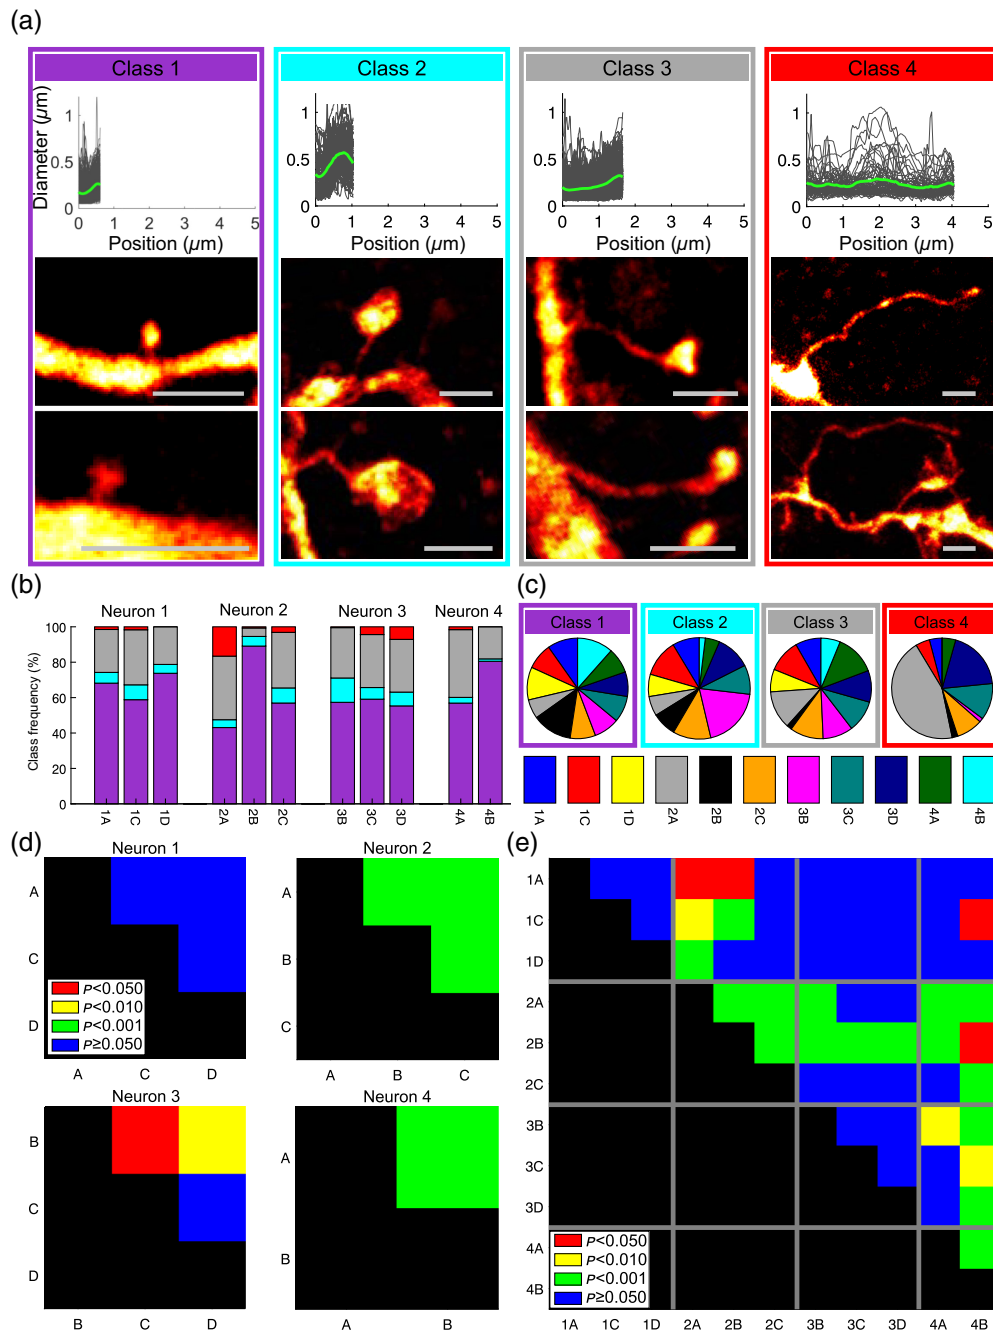 (a)
Class 1
Class 2
Class 3
Class 4
Diameter (µm)
1
0.5
0
0 1 2 3 4 5
Position (µm)
1
0.5
0
0 1 2 3 4 5
Position (µm)
1
0.5
0
0 1 2 3 4 5
Position (µm)
1
0.5
0
0 1 2 3 4 5
Position (µm)
(b)
Neuron 1
Neuron 2
Neuron 3
Neuron 4
Class frequency (%)
100
80
60
40
20
0
1A 1C 1D 2A 2B 2C 3B 3C 3D 4A 4B
(c)
Class 1
Class 2
Class 3
Class 4
1A 1C 1D 2A 2B 2C 3B 3C 3D 4A 4B
(d)
Neuron 1
A
C
D
P<0.050
P<0.010
P<0.001
P≥0.050
A C D
Neuron 2
A
B
C
A B C
Neuron 3
B
C
D
B C D
Neuron 4
A
B
A B
(e)
1A
1C
1D
2A
2B
2C
3B
3C
3D
4A
4B
P<0.050
P<0.010
P<0.001
P≥0.050
1A 1C 1D 2A 2B 2C 3B 3C 3D 4A 4B